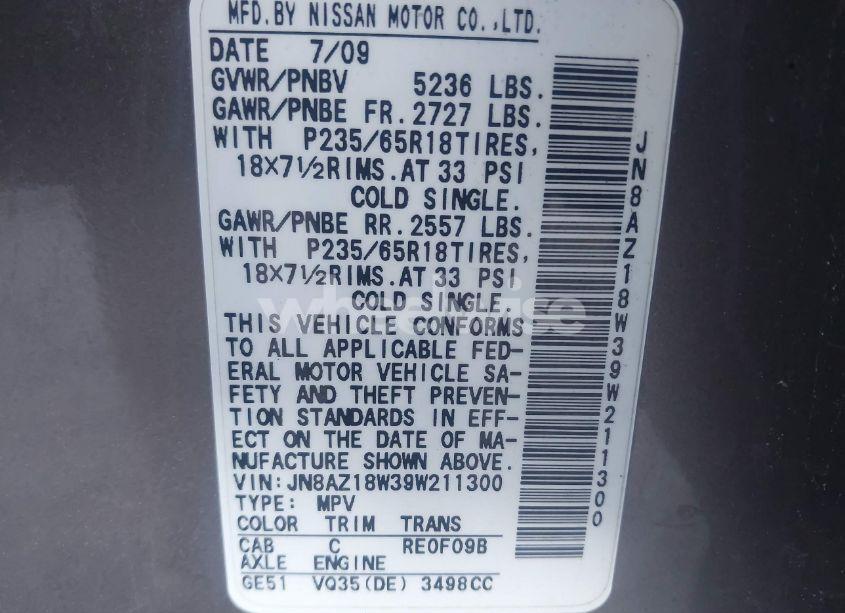 MFD.BY NISSAN MOTOR CO.,LTD.
DATE 7/09
GVWR/PNBV 5236 LBS.
GAWR/PNBE FR.2727 LBS.
WITH P235/65R18TIRES,
18X7½RIMS.AT 33 PSI
COLD SINGLE.
GAWR/PNBE RR.2557 LBS.
WITH P235/65R18TIRES,
18X7½RIMS.AT 33 PSI
COLD SINGLE.
THIS VEHICLE CONFORMS
TO ALL APPLICABLE FED-
ERAL MOTOR VEHICLE SA-
FETY AND THEFT PREVEN-
TION STANDARDS IN EFF-
ECT ON THE DATE OF MA-
NUFACTURE SHOWN ABOVE.
VIN:JN8AZ18W39W211300
TYPE: MPV
COLOR TRIM TRANS
CAB C RE0F09B
AXLE ENGINE
GE51 VQ35(DE) 3498CC
JN8AZ18W39W211300